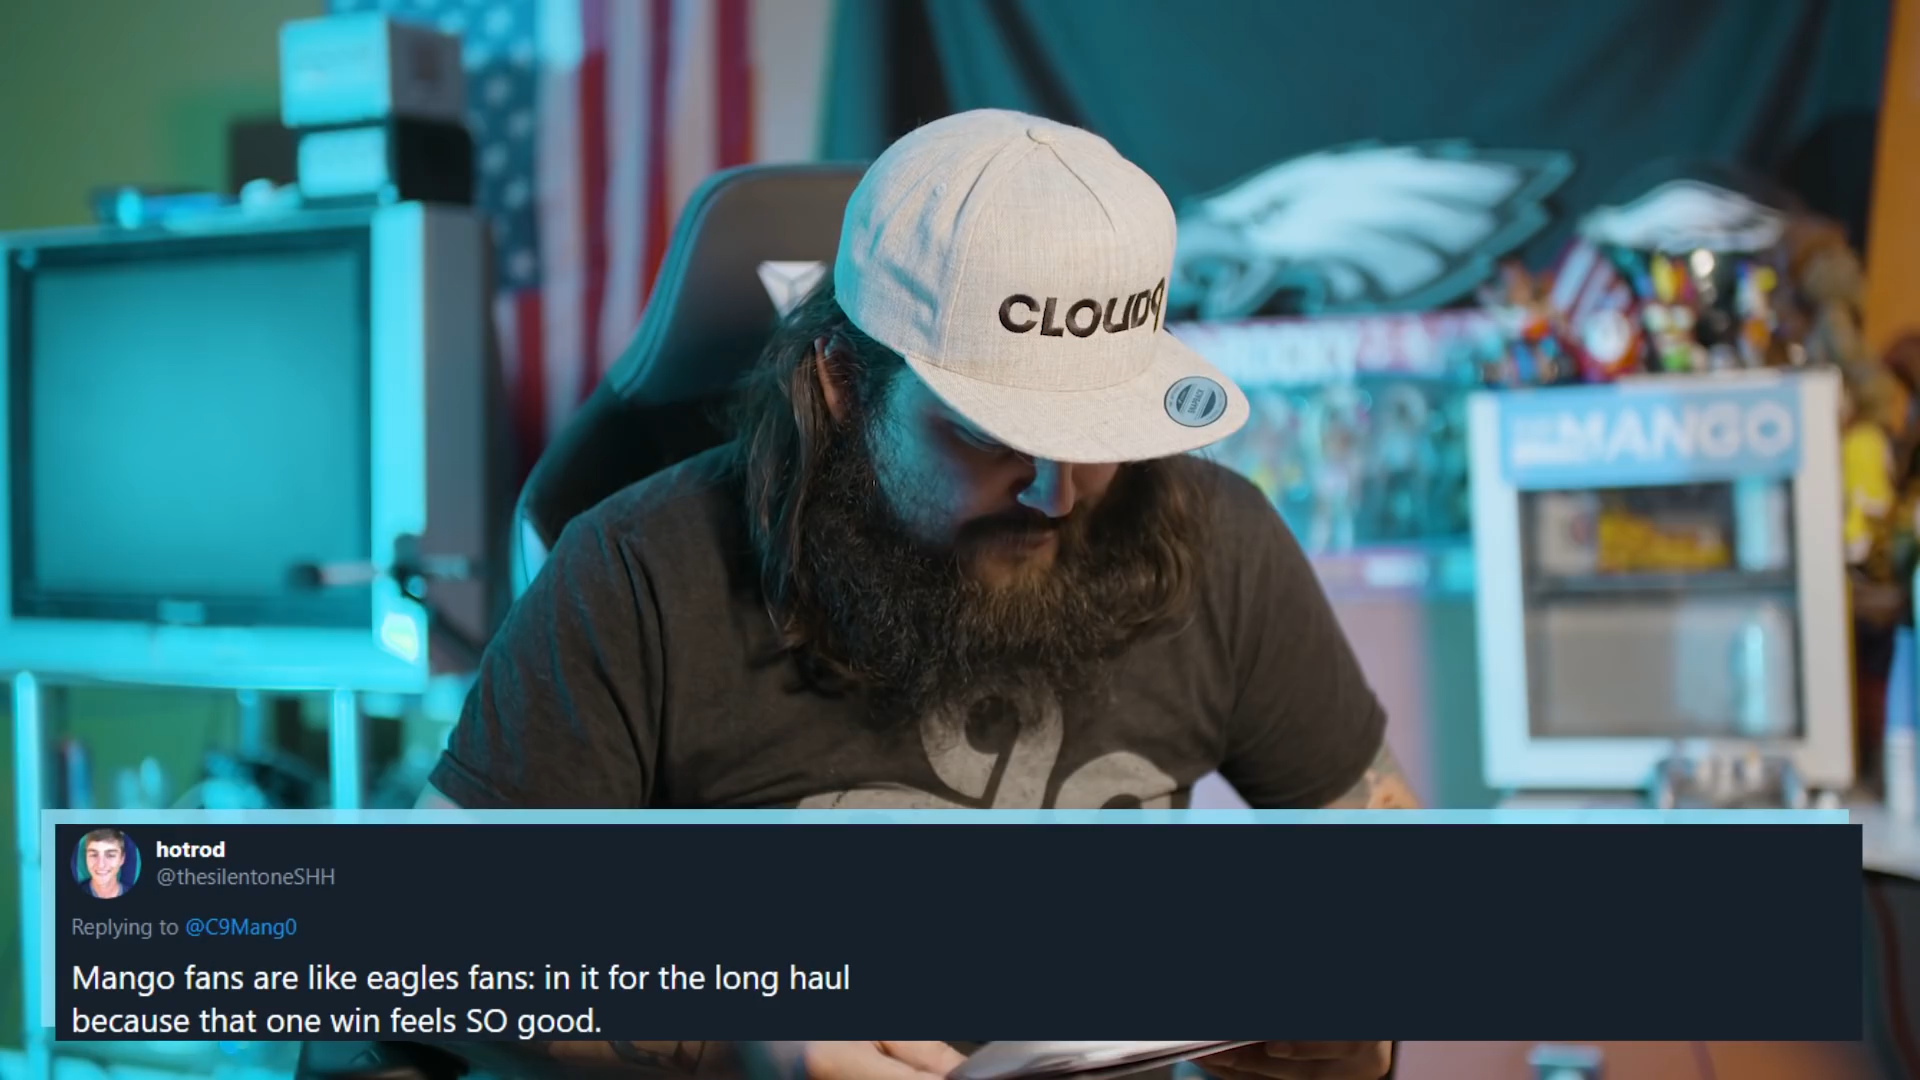 CLOUD9
MANGO
hotrod
@thesilentoneSHH
Replying to @C9Mang0
Mango fans are like eagles fans: in it for the long haul
because that one win feels SO good.